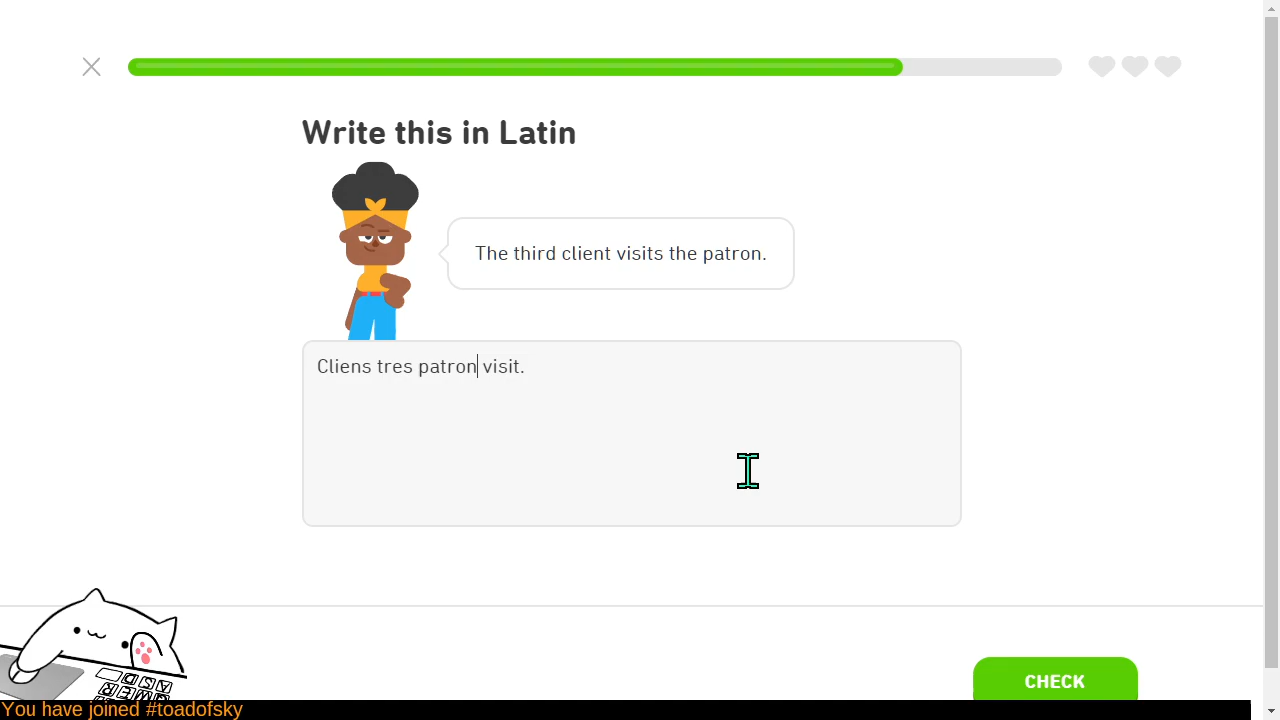 Write this in Latin
The third client visits the patron.
Cliens tres patron visit.
CHECK
You have joined #toadofsky